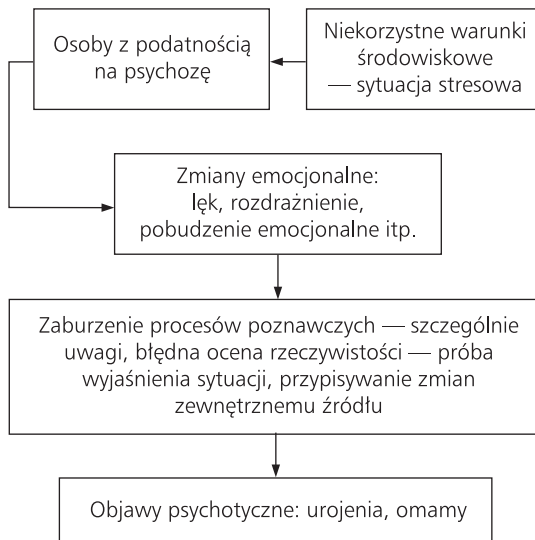 Osoby z podatnością
na psychozę
Niekorzystne warunki
środowiskowe
— sytuacja stresowa
Zmiany emocjonalne:
lęk, rozdrażnienie,
pobudzenie emocjonalne itp.
Zaburzenie procesów poznawczych — szczególnie
uwagi, błędna ocena rzeczywistości — próba
wyjaśnienia sytuacji, przypisywanie zmian
zewnętrznemu źródłu
Objawy psychotyczne: urojenia, omamy